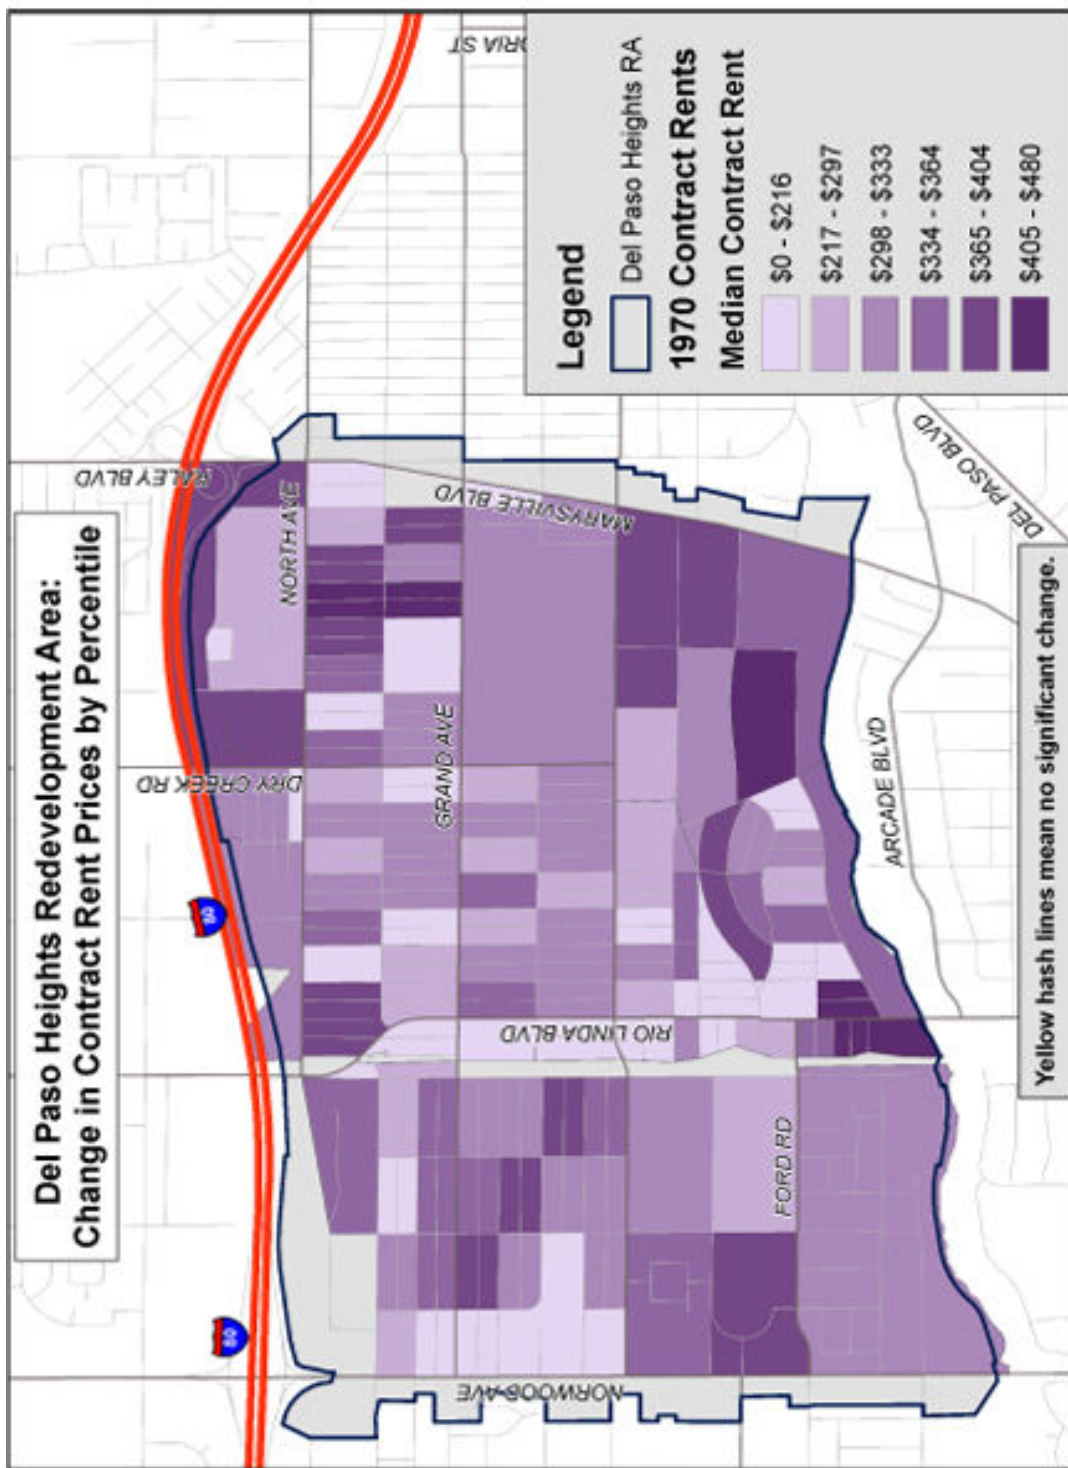 Del Paso Heights Redevelopment Area:
Change in Contract Rent Prices by Percentile
80
80
RALEY BLVD
NORTH AVE
DRY CREEK RD
GRAND AVE
MARYSVILLE BLVD
RIO LINDA BLVD
NORWOOD AVE
FORD RD
ARCADE BLVD
DEL PASO BLVD
ORIA ST
Legend
Del Paso Heights RA
1970 Contract Rents
Median Contract Rent
$0 - $216
$217 - $297
$298 - $333
$334 - $364
$365 - $404
$405 - $480
Yellow hash lines mean no significant change.